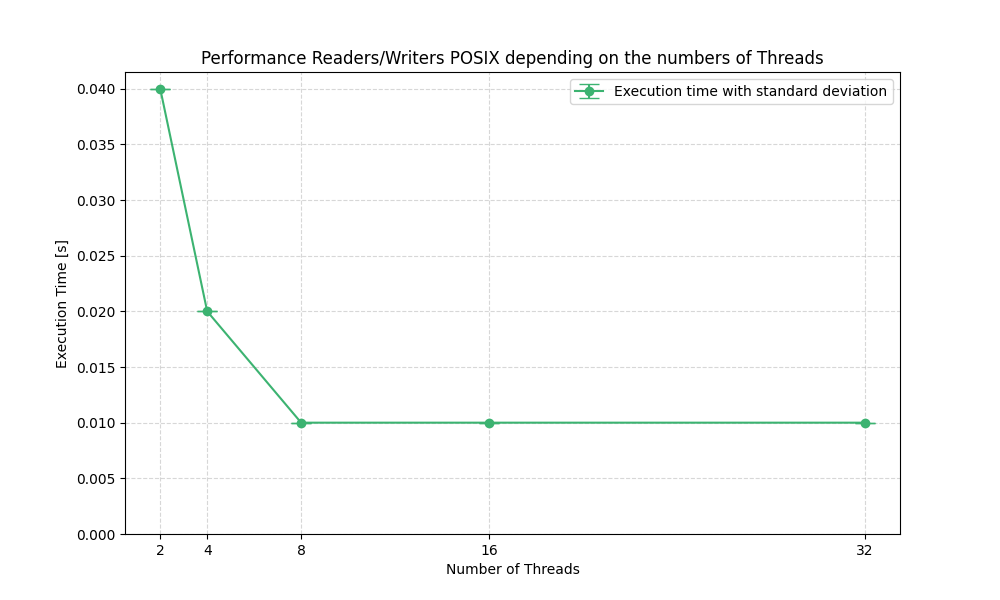 Performance Readers/Writers POSIX depending on the numbers of Threads
Execution time with standard deviation
0.040
0.035
0.030
0.025
0.020
0.015
0.010
0.005
0.000
Execution Time [s]
2 4 8 16 32
Number of Threads